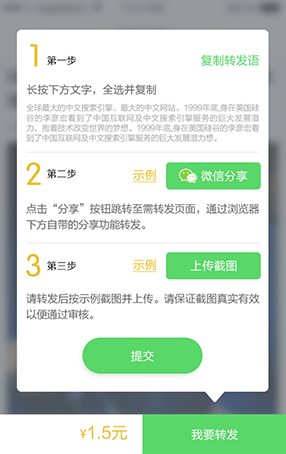 1 第一步 复制转发语
长按下方文字，全选并复制
全球最大的中文搜索引擎、最大的中文网站。1999年底,身在美国硅
谷的李彦宏看到了中国互联网及中文搜索引擎服务的巨大发展潜
力，抱着技术改变世界的梦想。1999年底,身在美国硅谷的李彦宏看
到了中国互联网及中文搜索引擎服务的巨大发展潜力想。
2 第二步 示例 微信分享
点击“分享”按钮跳转至需转发页面，通过浏览器
下方自带的分享功能转发。
3 第三步 示例 上传截图
请转发后按示例截图并上传。请保证截图真实有效
以便通过审核。
提交
¥1.5元 我要转发